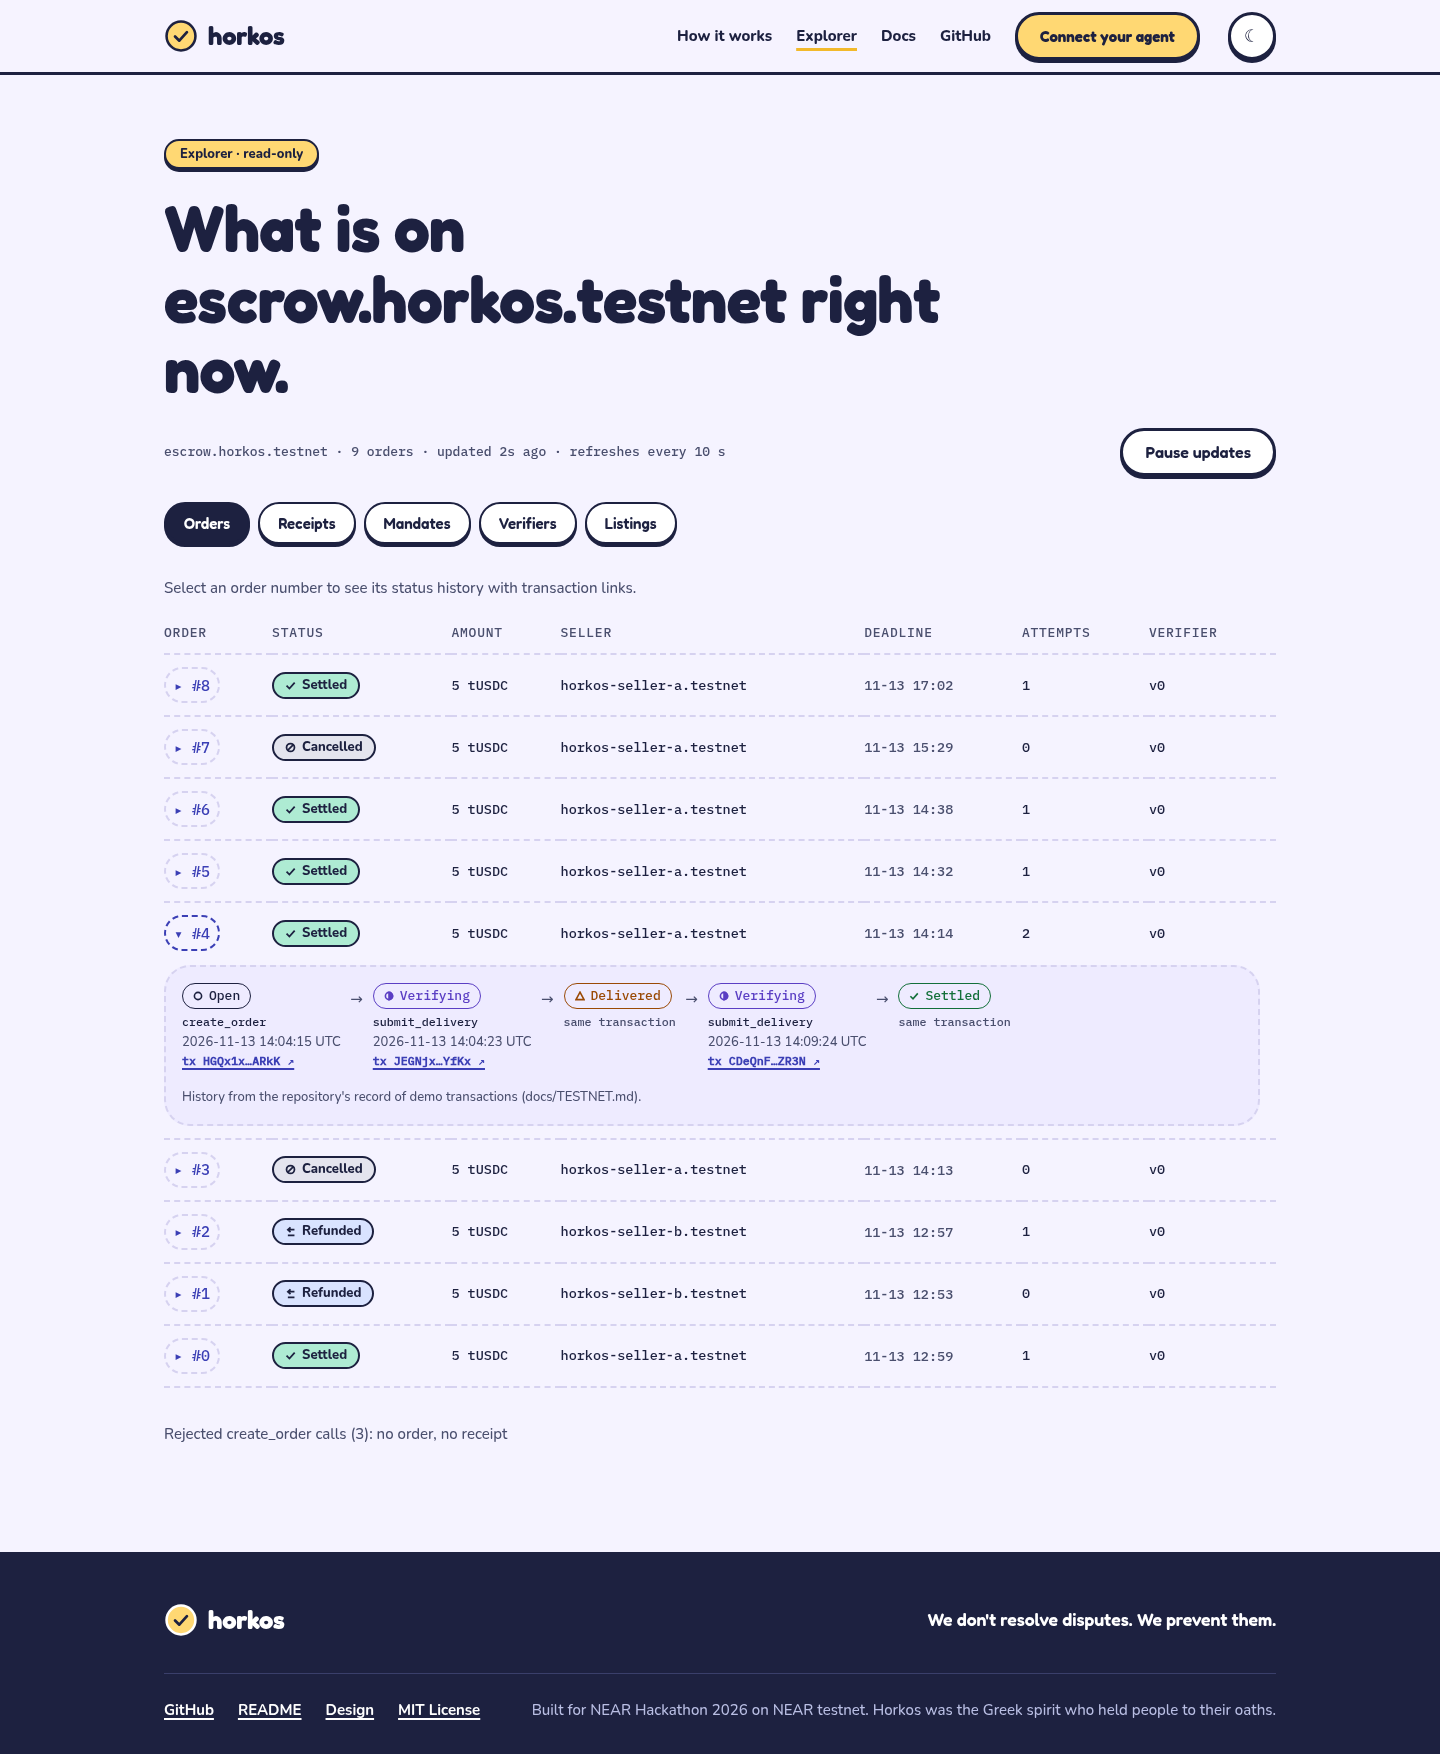 horkos
How it works Explorer Docs GitHub Connect your agent ☾
Explorer · read-only
What is on
escrow.horkos.testnet right
now.
escrow.horkos.testnet · 9 orders · updated 2s ago · refreshes every 10 s
Pause updates
Orders Receipts Mandates Verifiers Listings
Select an order number to see its status history with transaction links.
ORDER STATUS AMOUNT SELLER DEADLINE ATTEMPTS VERIFIER
▸ #8 ✓ Settled 5 tUSDC horkos-seller-a.testnet 11-13 17:02 1 v0
▸ #7 ⊘ Cancelled 5 tUSDC horkos-seller-a.testnet 11-13 15:29 0 v0
▸ #6 ✓ Settled 5 tUSDC horkos-seller-a.testnet 11-13 14:38 1 v0
▸ #5 ✓ Settled 5 tUSDC horkos-seller-a.testnet 11-13 14:32 1 v0
▾ #4 ✓ Settled 5 tUSDC horkos-seller-a.testnet 11-13 14:14 2 v0
Open → Verifying → Delivered → Verifying → ✓ Settled
create_order submit_delivery same transaction submit_delivery same transaction
2026-11-13 14:04:15 UTC 2026-11-13 14:04:23 UTC 2026-11-13 14:09:24 UTC
tx HGQx1x…ARkK ↗ tx JEGNjx…YfKx ↗ tx CDeQnF…ZR3N ↗
History from the repository's record of demo transactions (docs/TESTNET.md).
▸ #3 ⊘ Cancelled 5 tUSDC horkos-seller-a.testnet 11-13 14:13 0 v0
▸ #2 Refunded 5 tUSDC horkos-seller-b.testnet 11-13 12:57 1 v0
▸ #1 Refunded 5 tUSDC horkos-seller-b.testnet 11-13 12:53 0 v0
▸ #0 ✓ Settled 5 tUSDC horkos-seller-a.testnet 11-13 12:59 1 v0
Rejected create_order calls (3): no order, no receipt
horkos
We don't resolve disputes. We prevent them.
GitHub README Design MIT License
Built for NEAR Hackathon 2026 on NEAR testnet. Horkos was the Greek spirit who held people to their oaths.